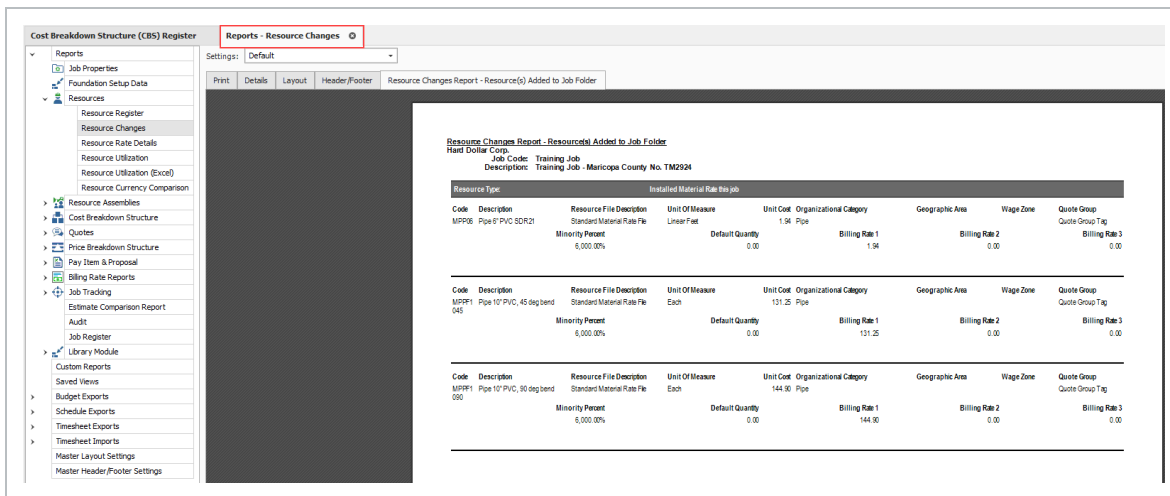 Cost Breakdown Structure (CBS) Register
Reports - Resource Changes
Reports
Job Properties
Foundation Setup Data
Resources
Resource Register
Resource Changes
Resource Rate Details
Resource Utilization
Resource Utilization (Excel)
Resource Currency Comparison
Resource Assemblies
Cost Breakdown Structure
Quotes
Price Breakdown Structure
Pay Item & Proposal
Billing Rate Reports
Job Tracking
Estimate Comparison Report
Audit
Job Register
Library Module
Custom Reports
Saved Views
Budget Exports
Schedule Exports
Timesheet Exports
Timesheet Imports
Master Layout Settings
Master Header/Footer Settings
Settings: Default
Print Details Layout Header/Footer Resource Changes Report - Resource(s) Added to Job Folder
Resource Changes Report - Resource(s) Added to Job Folder
Hard Dollar Corp.
Job Code: Training Job
Description: Training Job - Maricopa County No. TM2924
Resource Type: Installed Material Rate this job
Code Description Resource File Description Unit Of Measure Unit Cost Organizational Category Geographic Area Wage Zone Quote Group
MPP06 Pipe 6" PVC SDR21 Standard Material Rate File Linear Feet 1.94 Pipe Quote Group Tag
Minority Percent Default Quantity Billing Rate 1 Billing Rate 2 Billing Rate 3
6,000.00% 0.00 1.94 0.00 0.00
Code Description Resource File Description Unit Of Measure Unit Cost Organizational Category Geographic Area Wage Zone Quote Group
MPPF1 Pipe 10" PVC, 45 deg bend Standard Material Rate File Each 131.25 Pipe Quote Group Tag
045
Minority Percent Default Quantity Billing Rate 1 Billing Rate 2 Billing Rate 3
6,000.00% 0.00 131.25 0.00 0.00
Code Description Resource File Description Unit Of Measure Unit Cost Organizational Category Geographic Area Wage Zone Quote Group
MPPF1 Pipe 10" PVC, 90 deg bend Standard Material Rate File Each 144.90 Pipe Quote Group Tag
090
Minority Percent Default Quantity Billing Rate 1 Billing Rate 2 Billing Rate 3
6,000.00% 0.00 144.90 0.00 0.00